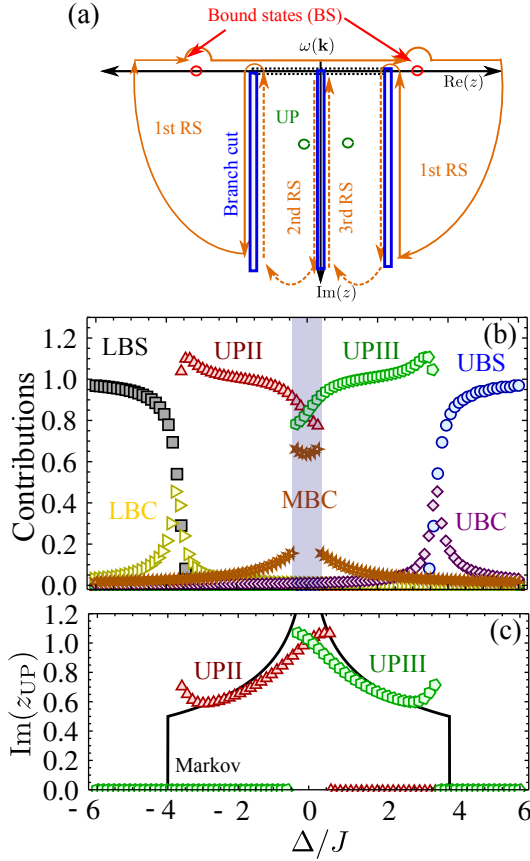 (a)
Bound states (BS)
ω(k)
Re(z)
1st RS
Branch cut
UP
2nd RS
3rd RS
1st RS
Im(z)
(b)
Contributions
1.2
1.0
0.8
0.6
0.4
0.2
0.0
LBS
UPII
UPIII
UBS
LBC
MBC
UBC
(c)
Im(z_UP)
1.2
1.0
0.8
0.6
0.4
0.2
0.0
UPII
UPIII
Markov
-6 -4 -2 0 2 4 6
Δ/J